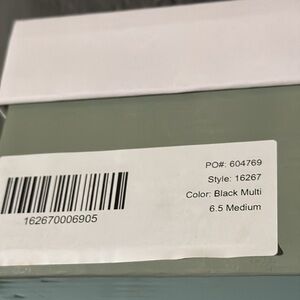 PO#: 604769
Style: 16267
Color: Black Multi
6.5 Medium
162670006905